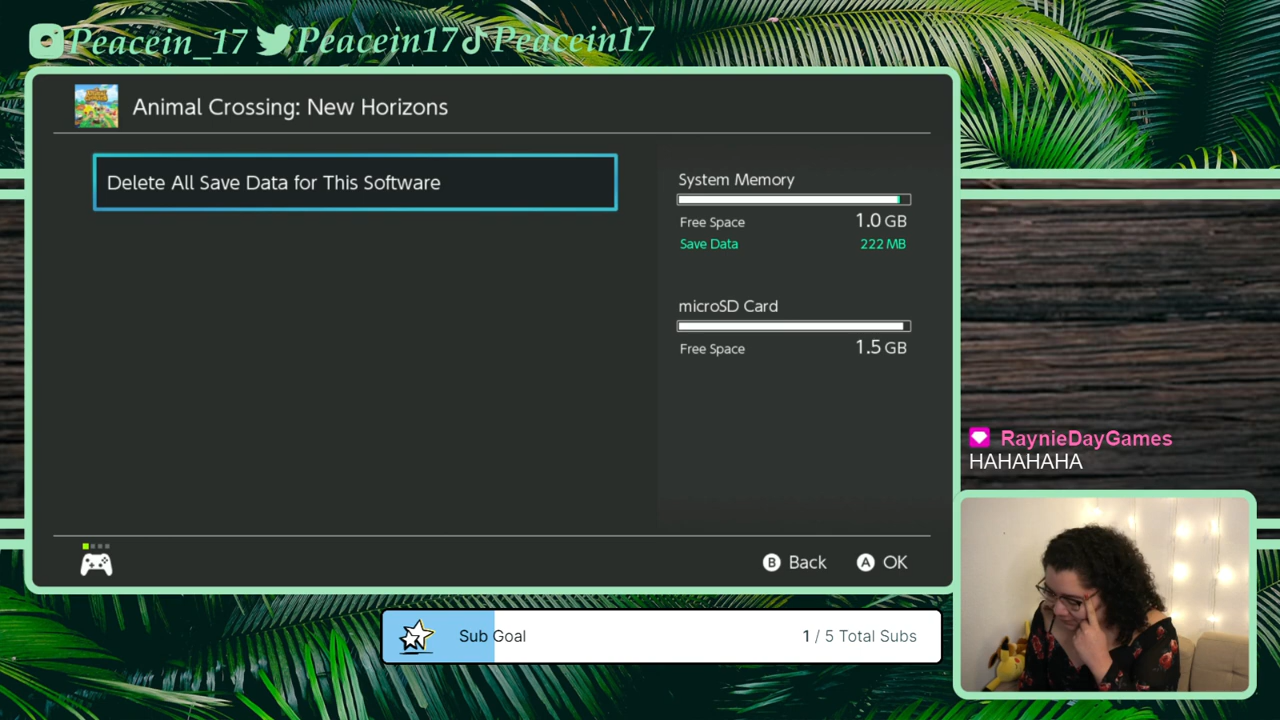 Peacein_17 Peacein17 Peacein17
Animal Crossing: New Horizons
Delete All Save Data for This Software
System Memory
Free Space 1.0 GB
Save Data 222 MB
microSD Card
Free Space 1.5 GB
RaynieDayGames
HAHAHAHA
B Back A OK
Sub Goal 1 / 5 Total Subs